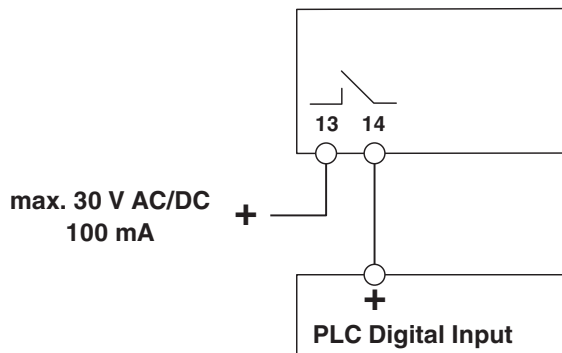 13 14
max. 30 V AC/DC
100 mA
+
+
PLC Digital Input